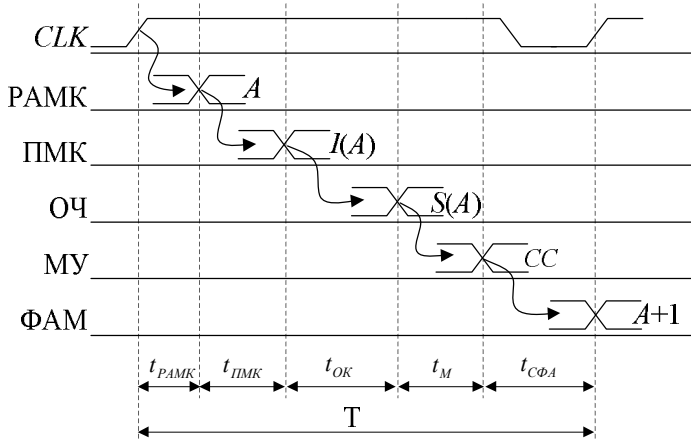 CLK
РАМК A
ПМК I(A)
ОЧ S(A)
МУ CC
ФАМ A+1
t_РАМК t_ПМК t_ОК t_М t_СФА
T